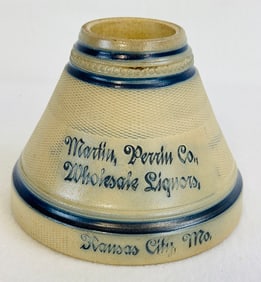 Martin, Perrin Co.,
Wholesale Liquors,
Kansas City, Mo.